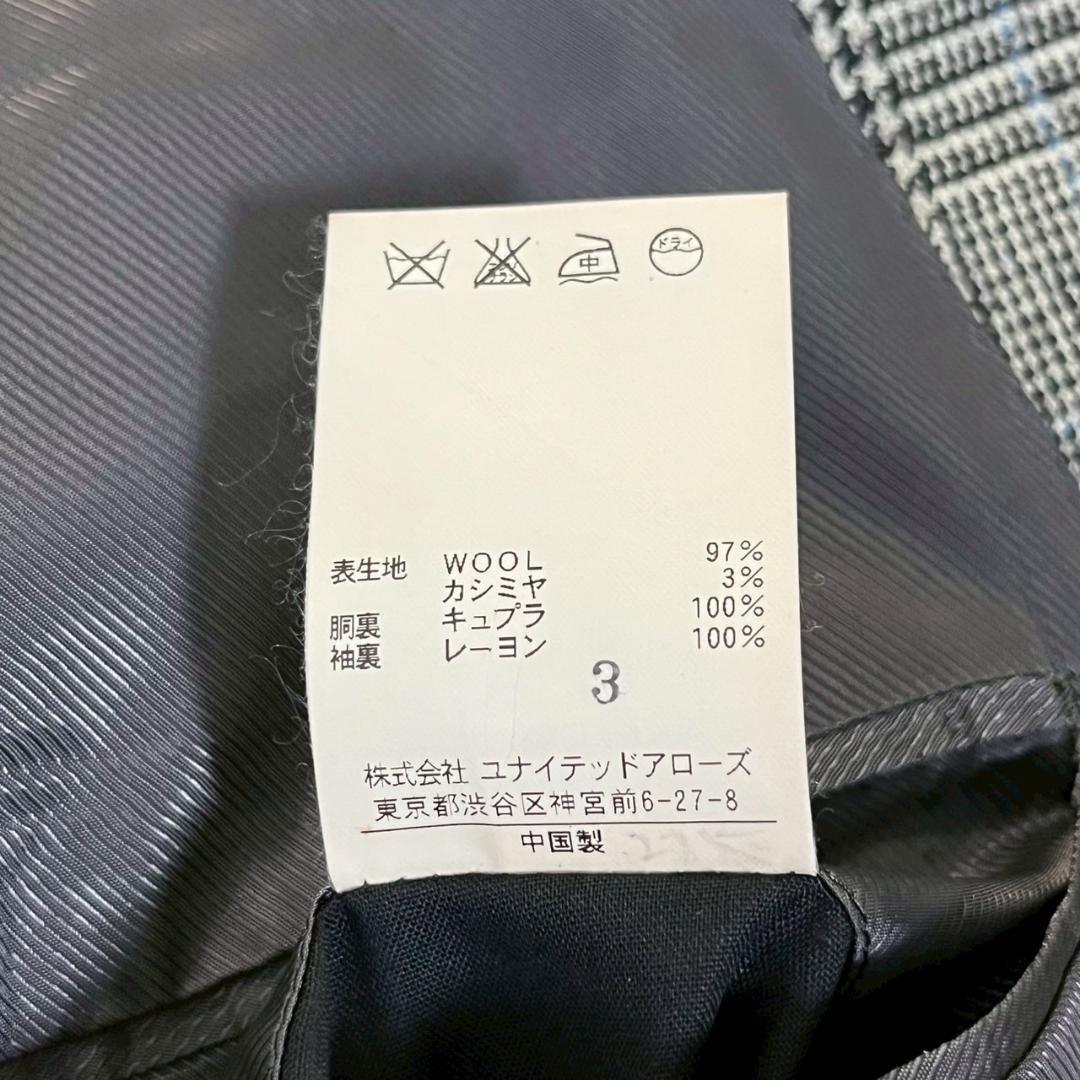 中 ドライ
表生地 WOOL 97%
カシミヤ 3%
胴裏 キュプラ 100%
袖裏 レーヨン 100%
3
株式会社 ユナイテッドアローズ
東京都渋谷区神宮前6-27-8
中国製